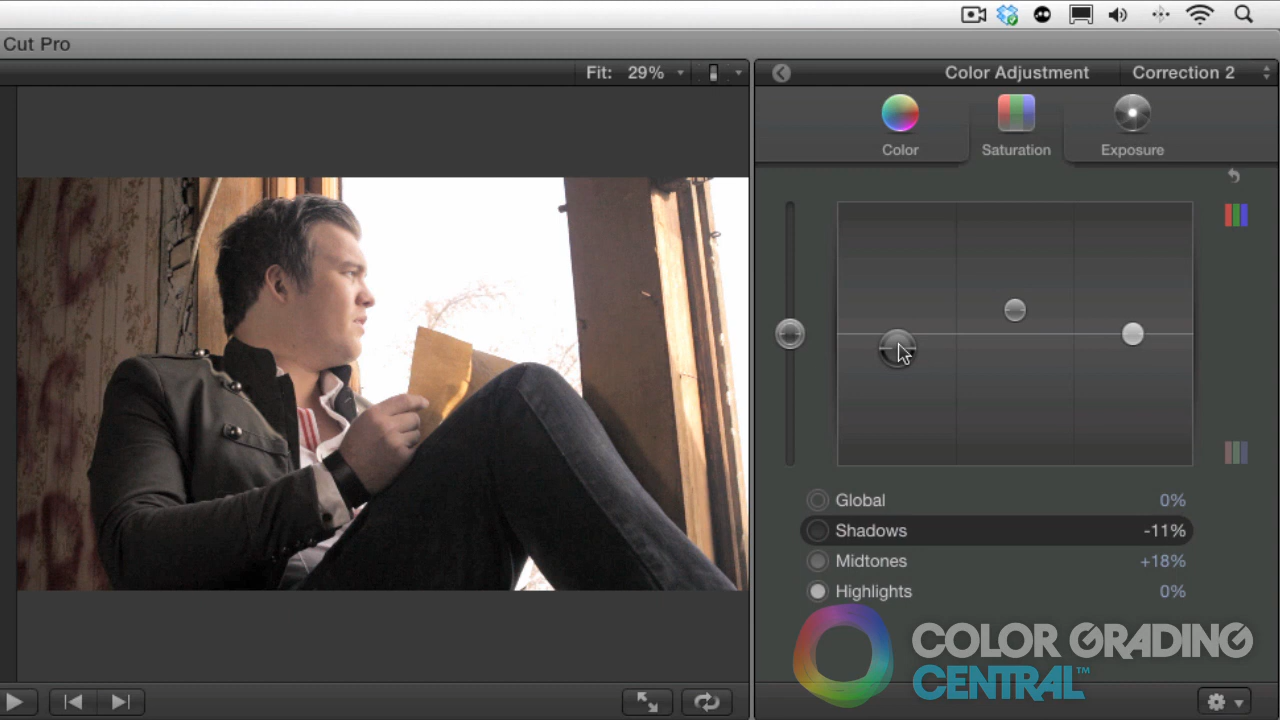 Cut Pro
Fit: 29%
Color Adjustment Correction 2
Color Saturation Exposure
Global 0%
Shadows -11%
Midtones +18%
Highlights 0%
COLOR GRADING
CENTRAL™